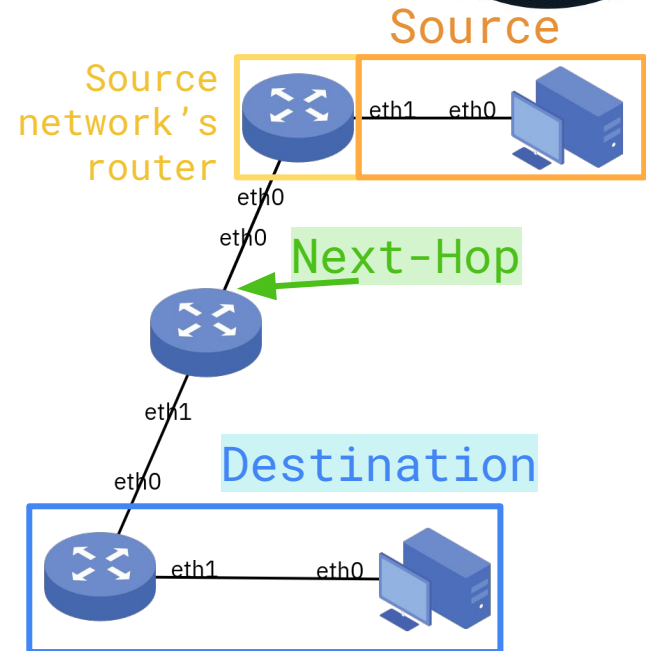 Source
Source
network's
router
eth1
eth0
eth0
eth0
Next-Hop
eth1
Destination
eth0
eth1
eth0